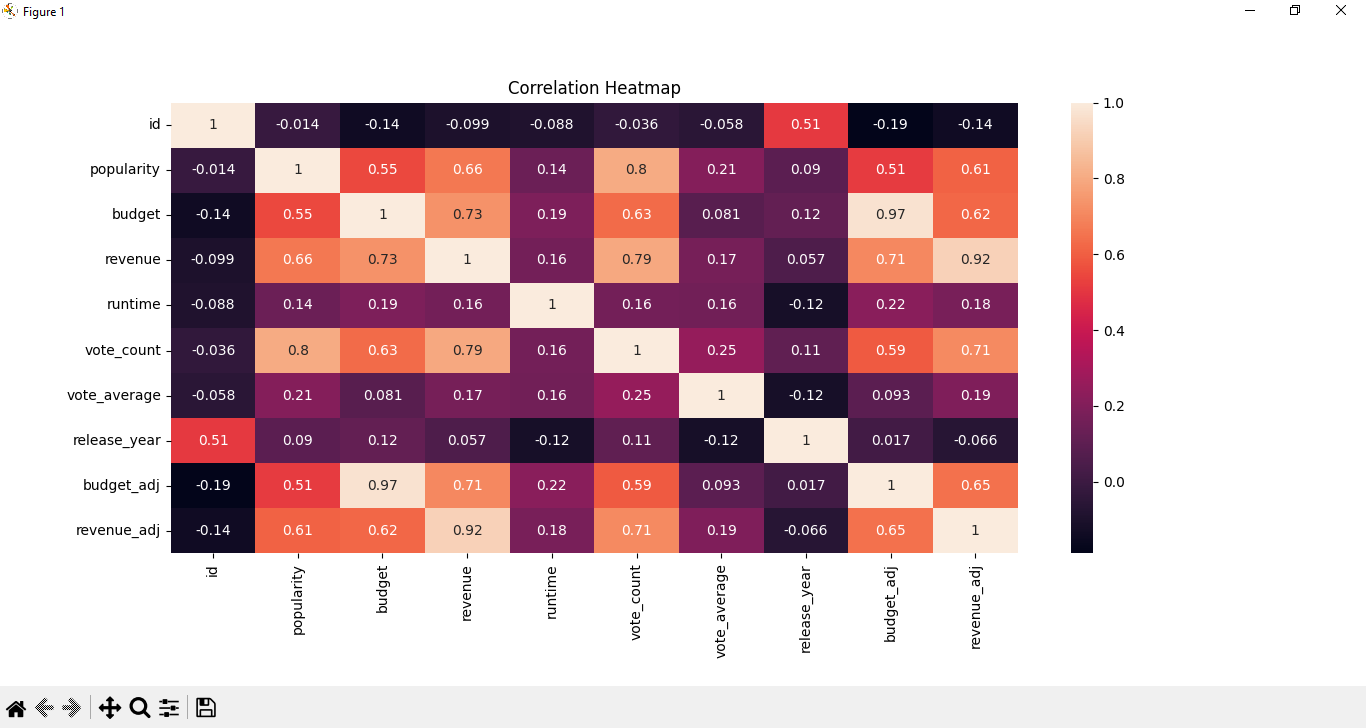 Figure 1
Correlation Heatmap
id 1 -0.014 -0.14 -0.099 -0.088 -0.036 -0.058 0.51 -0.19 -0.14
popularity -0.014 1 0.55 0.66 0.14 0.8 0.21 0.09 0.51 0.61
budget -0.14 0.55 1 0.73 0.19 0.63 0.081 0.12 0.97 0.62
revenue -0.099 0.66 0.73 1 0.16 0.79 0.17 0.057 0.71 0.92
runtime -0.088 0.14 0.19 0.16 1 0.16 0.16 -0.12 0.22 0.18
vote_count -0.036 0.8 0.63 0.79 0.16 1 0.25 0.11 0.59 0.71
vote_average -0.058 0.21 0.081 0.17 0.16 0.25 1 -0.12 0.093 0.19
release_year 0.51 0.09 0.12 0.057 -0.12 0.11 -0.12 1 0.017 -0.066
budget_adj -0.19 0.51 0.97 0.71 0.22 0.59 0.093 0.017 1 0.65
revenue_adj -0.14 0.61 0.62 0.92 0.18 0.71 0.19 -0.066 0.65 1
id popularity budget revenue runtime vote_count vote_average release_year budget_adj revenue_adj
1.0
0.8
0.6
0.4
0.2
0.0